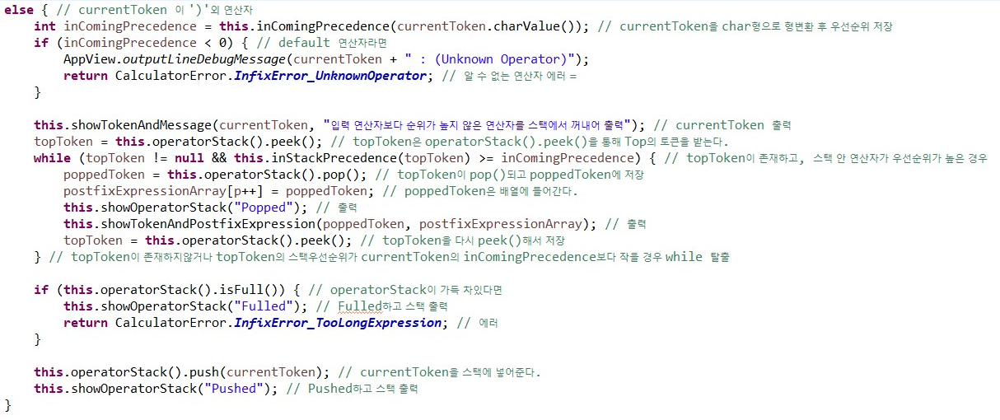 else { // currentToken 이 ')'외 연산자
int inComingPrecedence = this.inComingPrecedence(currentToken.charValue()); // currentToken을 char형으로 형변환 후 우선순위 저장
if (inComingPrecedence < 0) { // default 연산자라면
AppView.outputLineDebugMessage(currentToken + " : (Unknown Operator)");
return CalculatorError.InfixError_UnknownOperator; // 알 수 없는 연산자 에러 =
}
this.showTokenAndMessage(currentToken, "입력 연산자보다 순위가 높지 않은 연산자를 스택에서 꺼내어 출력"); // currentToken 출력
topToken = this.operatorStack().peek(); // topToken은 operatorStack().peek()을 통해 Top의 토큰을 받는다.
while (topToken != null && this.inStackPrecedence(topToken) >= inComingPrecedence) { // topToken이 존재하고, 스택 안 연산자가 우선순위가 높은 경우
poppedToken = this.operatorStack().pop(); // topToken이 pop()되고 poppedToken에 저장
postfixExpressionArray[p++] = poppedToken; // poppedToken은 배열에 들어간다.
this.showOperatorStack("Popped"); // 출력
this.showTokenAndPostfixExpression(poppedToken, postfixExpressionArray); // 출력
topToken = this.operatorStack().peek(); // topToken을 다시 peek()해서 저장
} // topToken이 존재하지않거나 topToken의 스택우선순위가 currentToken의 inComingPrecedence보다 작을 경우 while 탈출
if (this.operatorStack().isFull()) { // operatorStack이 가득 차있다면
this.showOperatorStack("Fulled"); // Fulled하고 스택 출력
return CalculatorError.InfixError_TooLongExpression; // 에러
}
this.operatorStack().push(currentToken); // currentToken을 스택에 넣어준다.
this.showOperatorStack("Pushed"); // Pushed하고 스택 출력
}